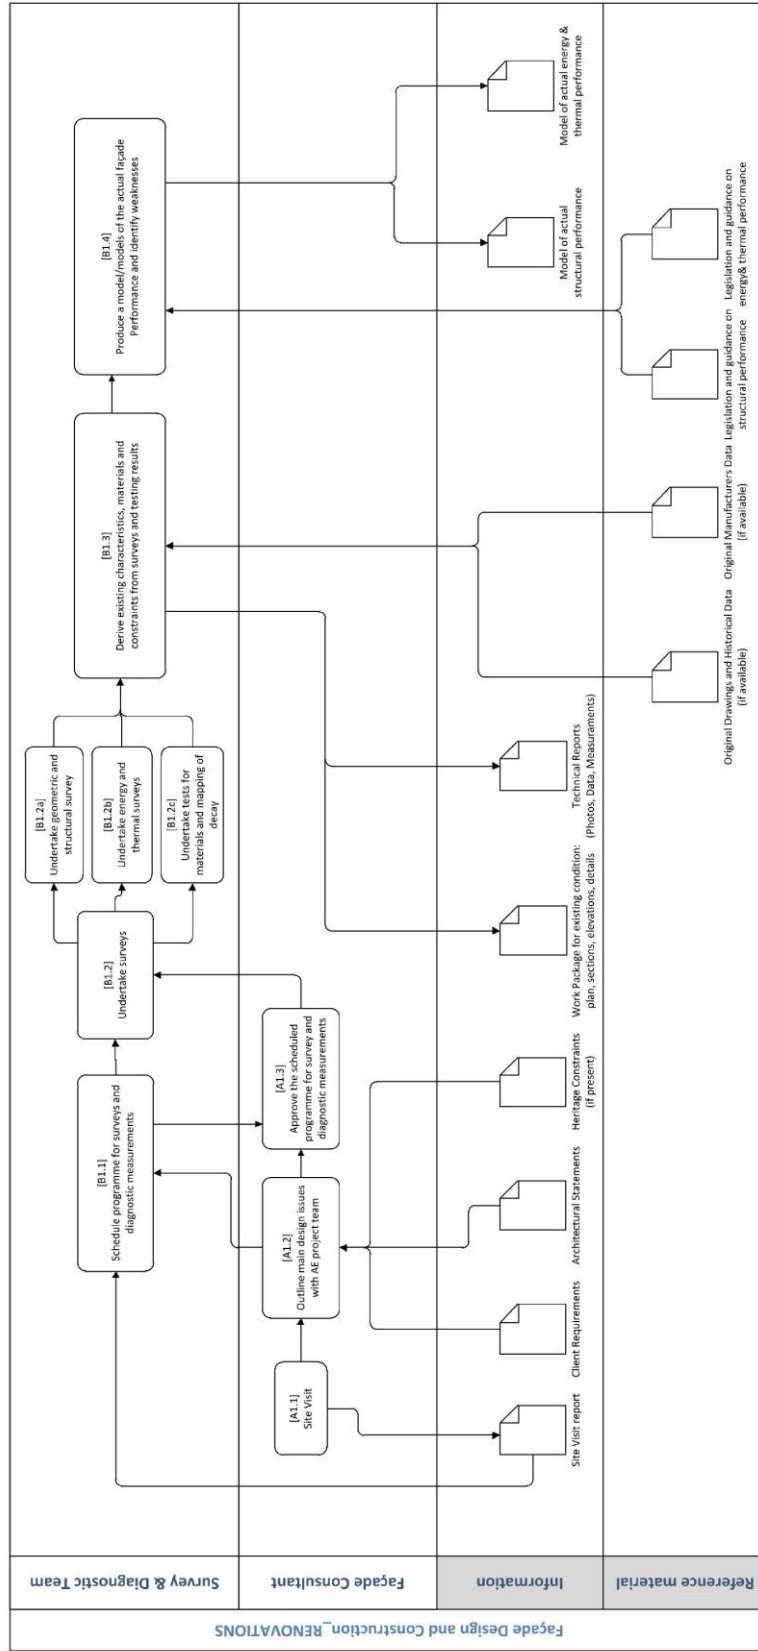 Façade Design and Construction_RENOVATIONS
Survey & Diagnostic Team
[B1.1]
Schedule programme for surveys and
diagnostic measurements
[B1.2]
Undertake surveys
[B1.2a]
Undertake geometric and
structural survey
[B1.2b]
Undertake energy and
thermal surveys
[B1.2c]
Undertake tests for
materials and mapping of
decay
[B1.3]
Derive existing characteristics, materials and
constraints from surveys and testing results
[B1.4]
Produce a model/models of the actual façade
Performance and identify weaknesses
Façade Consultant
[A1.1]
Site Visit
[A1.2]
Outline main design issues
with AE project team
[A1.3]
Approve the scheduled
programme for survey and
diagnostic measurements
Information
Site Visit report
Client Requirements
Architectural Statements
Heritage Constraints
(if present)
Work Package for existing condition:
plan, sections, elevations, details
Technical Reports
(Photos, Data, Measuraments)
Model of actual
structural performance
Model of actual energy &
thermal performance
Reference material
Original Drawings and Historical Data
(if available)
Original Manufacturers Data
(if available)
Legislation and guidance on
structural performance
Legislation and guidance on
energy& thermal performance